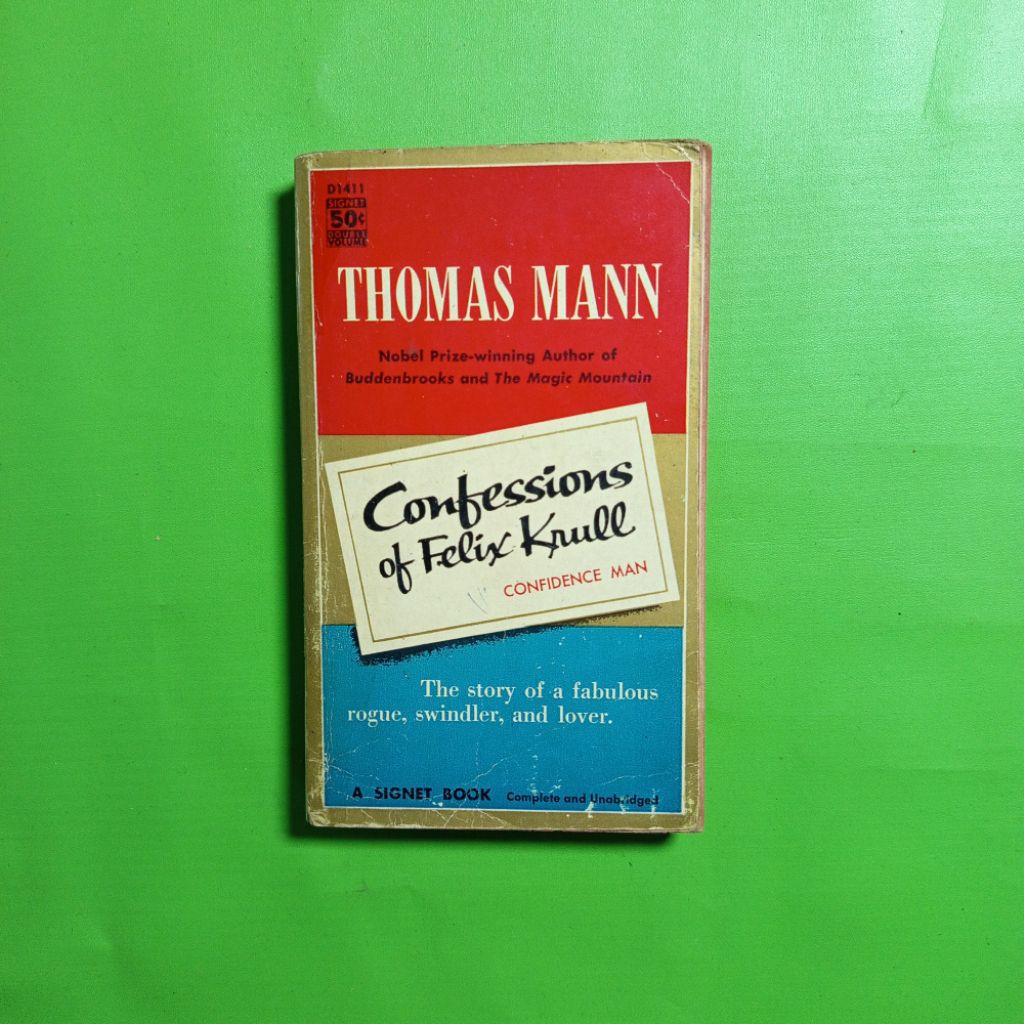 D1411
SIGNET
50¢
DOUBLE
VOLUME
THOMAS MANN
Nobel Prize-winning Author of
Buddenbrooks and The Magic Mountain
Confessions
of Felix Krull
CONFIDENCE MAN
The story of a fabulous
rogue, swindler, and lover.
A SIGNET BOOK Complete and Unabridged